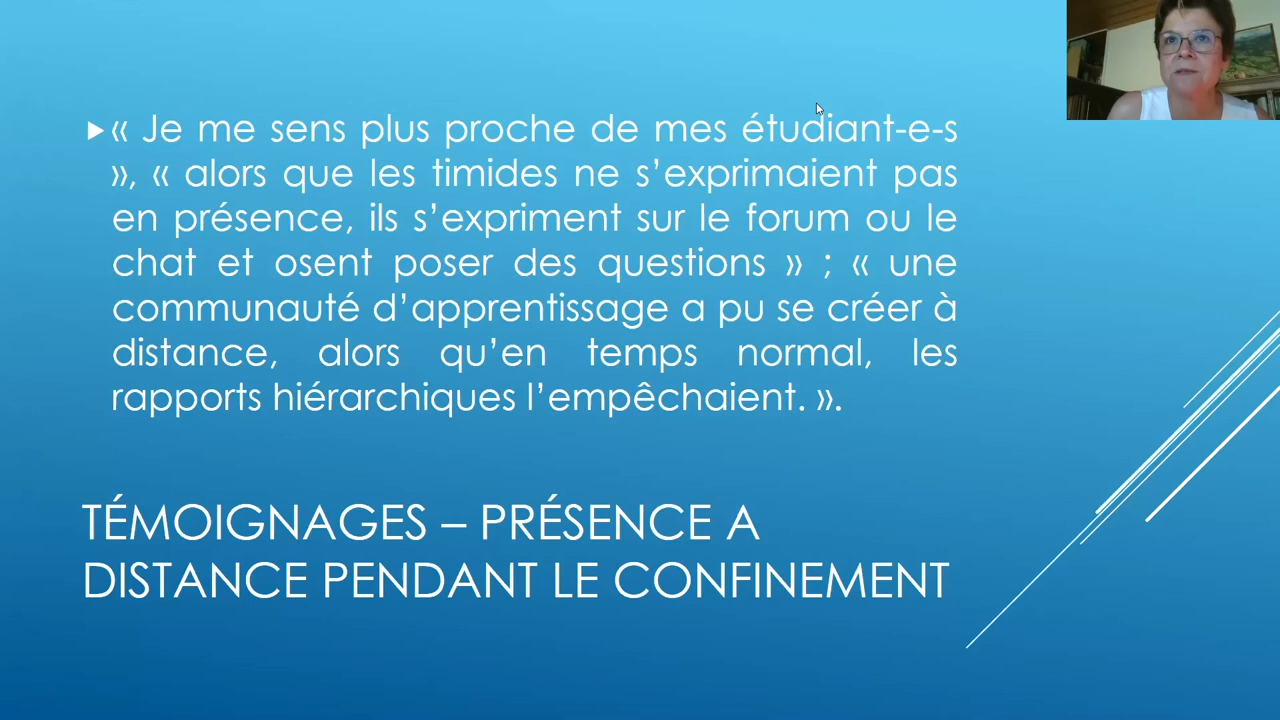 « Je me sens plus proche de mes étudiant-e-s
», « alors que les timides ne s’exprimaient pas
en présence, ils s’expriment sur le forum ou le
chat et osent poser des questions » ; « une
communauté d’apprentissage a pu se créer à
distance, alors qu’en temps normal, les
rapports hiérarchiques l’empêchaient. ».
TÉMOIGNAGES – PRÉSENCE A
DISTANCE PENDANT LE CONFINEMENT